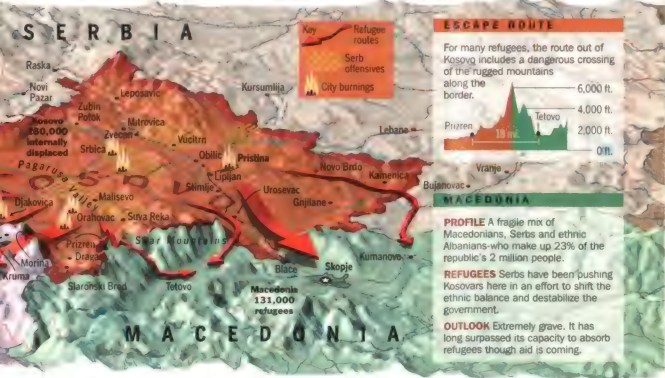 SERBIA
Key
Refugee
routes
Serb
offensives
City burnings
Raska
Novi
Pazar
Leposavic
Kursumlija
Zubin
Potok
Mitrovica
Zvecan
Vucitrn
Srbica
Obilic
Pristina
Lebane
Kosovo
260,000
internally
displaced
Pagarusa Valley
KOSOVO
Lipljan
Stimlje
Novo Brdo
Kamenica
Vranje
Bujanovac
Urosevac
Gnjilane
Djakovica
Malisevo
Orahovac
Suva Reka
Prizren
Sar Mountains
Morina
Kruma
Dragas
Slaronski Brod
Tetovo
Blace
Skopje
Kumanovo
Macedonia
131,000
refugees
MACEDONIA
ESCAPE ROUTE
For many refugees, the route out of
Kosovo includes a dangerous crossing
of the rugged mountains
along the
border.
6,000 ft.
4,000 ft.
2,000 ft.
0 ft.
Prizren
Tetovo
18 mi.
MACEDONIA
PROFILE A fragile mix of
Macedonians, Serbs and ethnic
Albanians-who make up 23% of the
republic's 2 million people.
REFUGEES Serbs have been pushing
Kosovars here in an effort to shift the
ethnic balance and destabilize the
government.
OUTLOOK Extremely grave. It has
long surpassed its capacity to absorb
refugees though aid is coming.